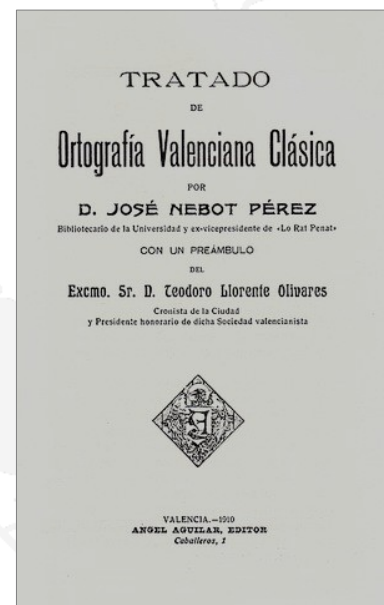 TRATADO
DE
Ortografía Valenciana Clásica
POR
D. JOSÉ NEBOT PÉREZ
Bibliotecario de la Universidad y ex-vicepresidente de «Lo Rat Penat»
CON UN PREÁMBULO
DEL
Excmo. Sr. D. Teodoro Llorente Olivares
Cronista de la Ciudad
y Presidente honorario de dicha Sociedad valencianista
VALENCIA.—1910
ANGEL AGUILAR, EDITOR
Caballeros, 1